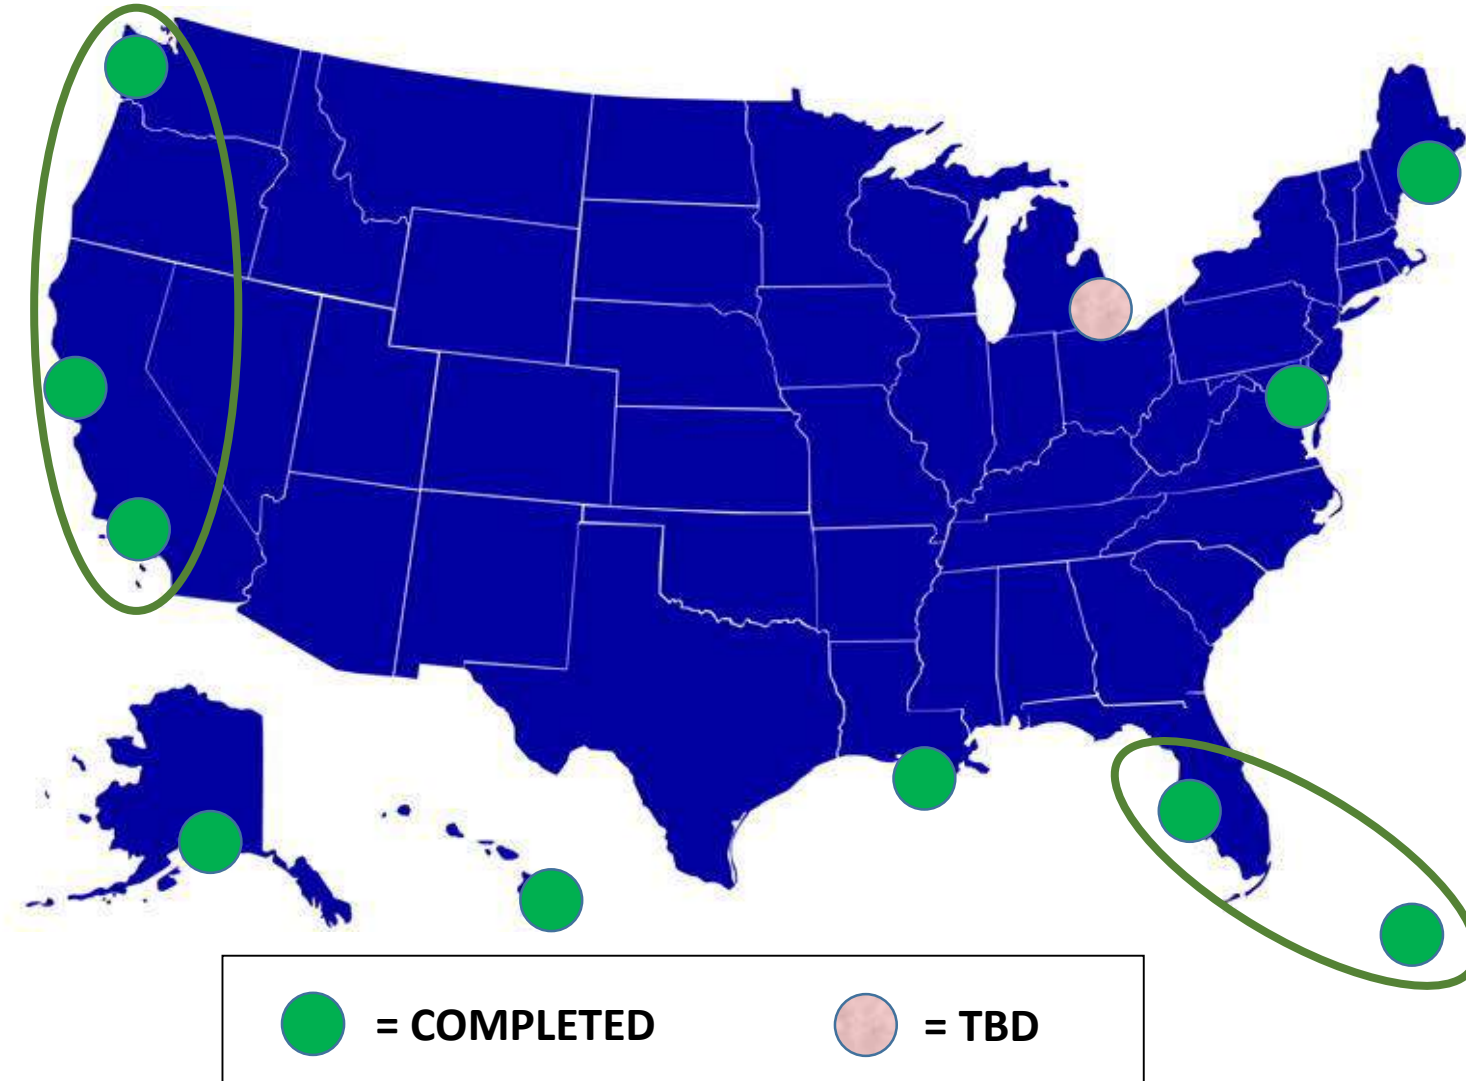 = COMPLETED = TBD